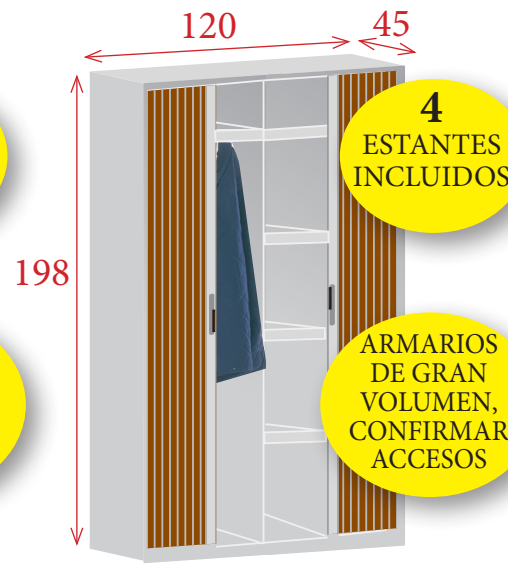 120
45
4
ESTANTES
INCLUIDOS
198
ARMARIOS
DE GRAN
VOLUMEN,
CONFIRMAR
ACCESOS